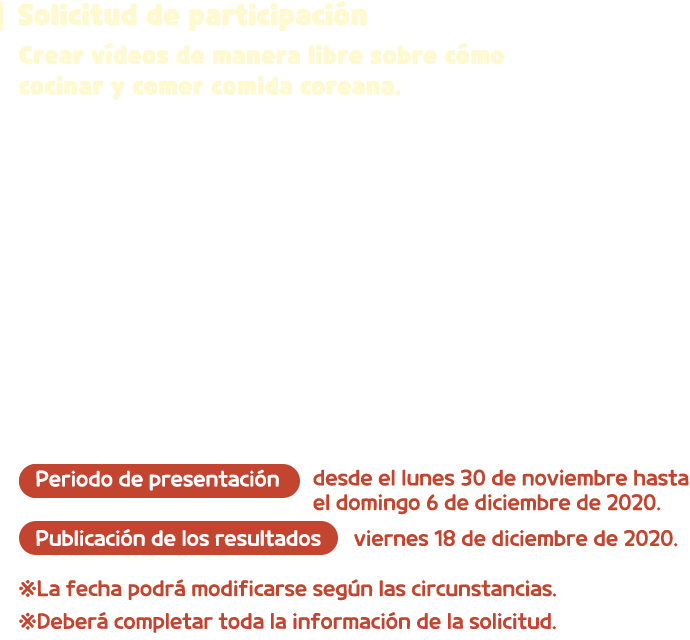 Solicitud de participación
Crear vídeos de manera libre sobre cómo
cocinar y comer comida coreana.
Periodo de presentación desde el lunes 30 de noviembre hasta
el domingo 6 de diciembre de 2020.
Publicación de los resultados viernes 18 de diciembre de 2020.
※La fecha podrá modificarse según las circunstancias.
※Deberá completar toda la información de la solicitud.